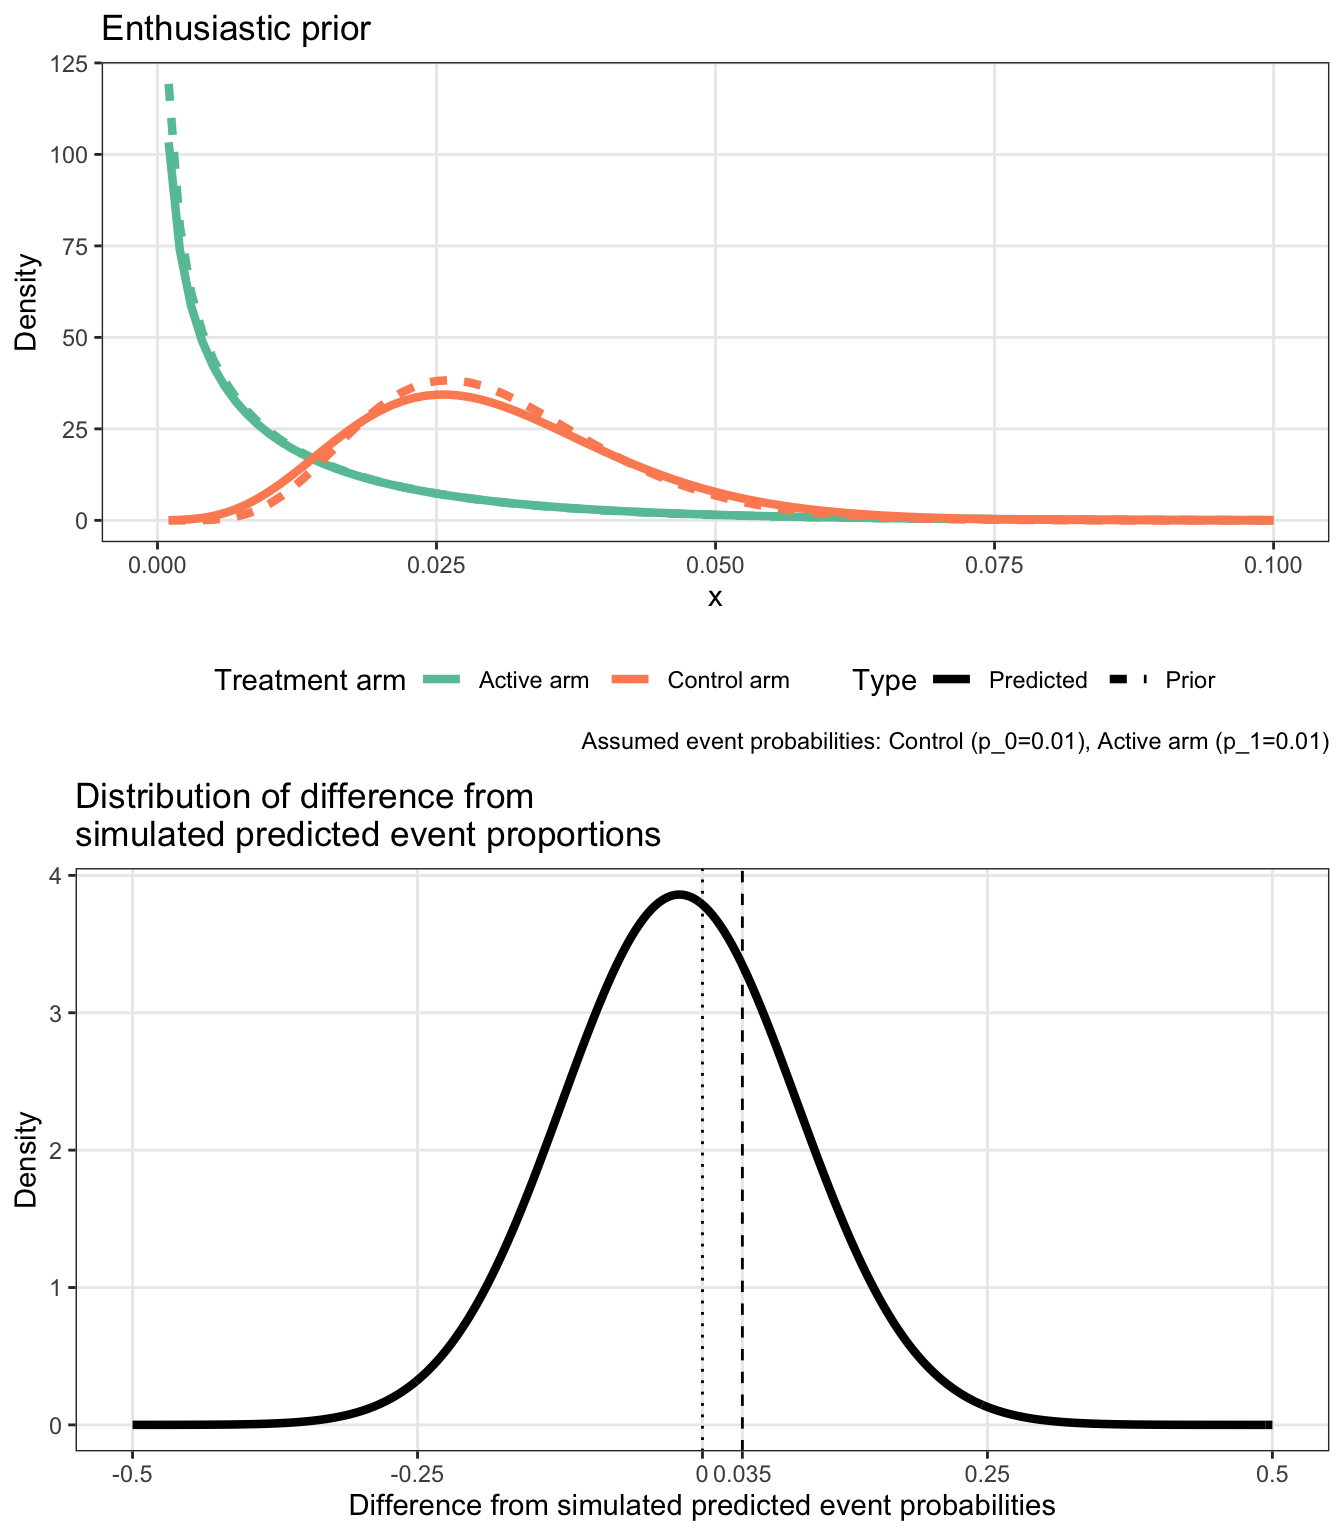 Enthusiastic prior
125
100
75
50
25
0
Density
0.000 0.025 0.050 0.075 0.100
x
Treatment arm Active arm Control arm Type Predicted Prior
Assumed event probabilities: Control (p_0=0.01), Active arm (p_1=0.01)
Distribution of difference from
simulated predicted event proportions
4
3
2
1
0
Density
-0.5 -0.25 0 0.035 0.25 0.5
Difference from simulated predicted event probabilities